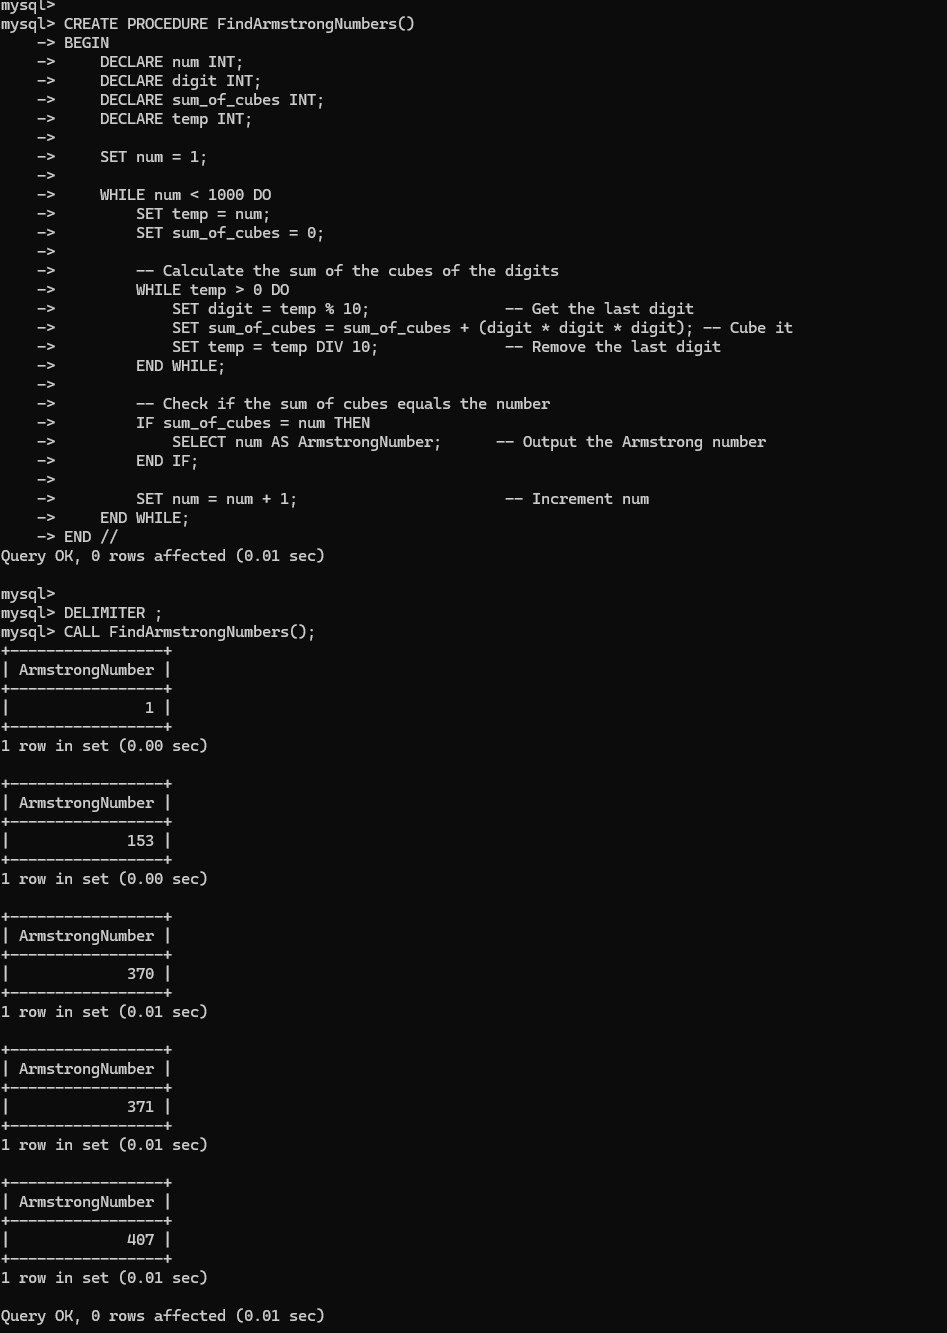 mysql>
mysql> CREATE PROCEDURE FindArmstrongNumbers()
    -> BEGIN
    ->     DECLARE num INT;
    ->     DECLARE digit INT;
    ->     DECLARE sum_of_cubes INT;
    ->     DECLARE temp INT;
    ->
    ->     SET num = 1;
    ->
    ->     WHILE num < 1000 DO
    ->         SET temp = num;
    ->         SET sum_of_cubes = 0;
    ->
    ->         -- Calculate the sum of the cubes of the digits
    ->         WHILE temp > 0 DO
    ->             SET digit = temp % 10;               -- Get the last digit
    ->             SET sum_of_cubes = sum_of_cubes + (digit * digit * digit); -- Cube it
    ->             SET temp = temp DIV 10;              -- Remove the last digit
    ->         END WHILE;
    ->
    ->         -- Check if the sum of cubes equals the number
    ->         IF sum_of_cubes = num THEN
    ->             SELECT num AS ArmstrongNumber;      -- Output the Armstrong number
    ->         END IF;
    ->
    ->         SET num = num + 1;                       -- Increment num
    ->     END WHILE;
    -> END //
Query OK, 0 rows affected (0.01 sec)

mysql>
mysql> DELIMITER ;
mysql> CALL FindArmstrongNumbers();
+-----------------+
| ArmstrongNumber |
+-----------------+
|               1 |
+-----------------+
1 row in set (0.00 sec)

+-----------------+
| ArmstrongNumber |
+-----------------+
|             153 |
+-----------------+
1 row in set (0.00 sec)

+-----------------+
| ArmstrongNumber |
+-----------------+
|             370 |
+-----------------+
1 row in set (0.01 sec)

+-----------------+
| ArmstrongNumber |
+-----------------+
|             371 |
+-----------------+
1 row in set (0.01 sec)

+-----------------+
| ArmstrongNumber |
+-----------------+
|             407 |
+-----------------+
1 row in set (0.01 sec)

Query OK, 0 rows affected (0.01 sec)